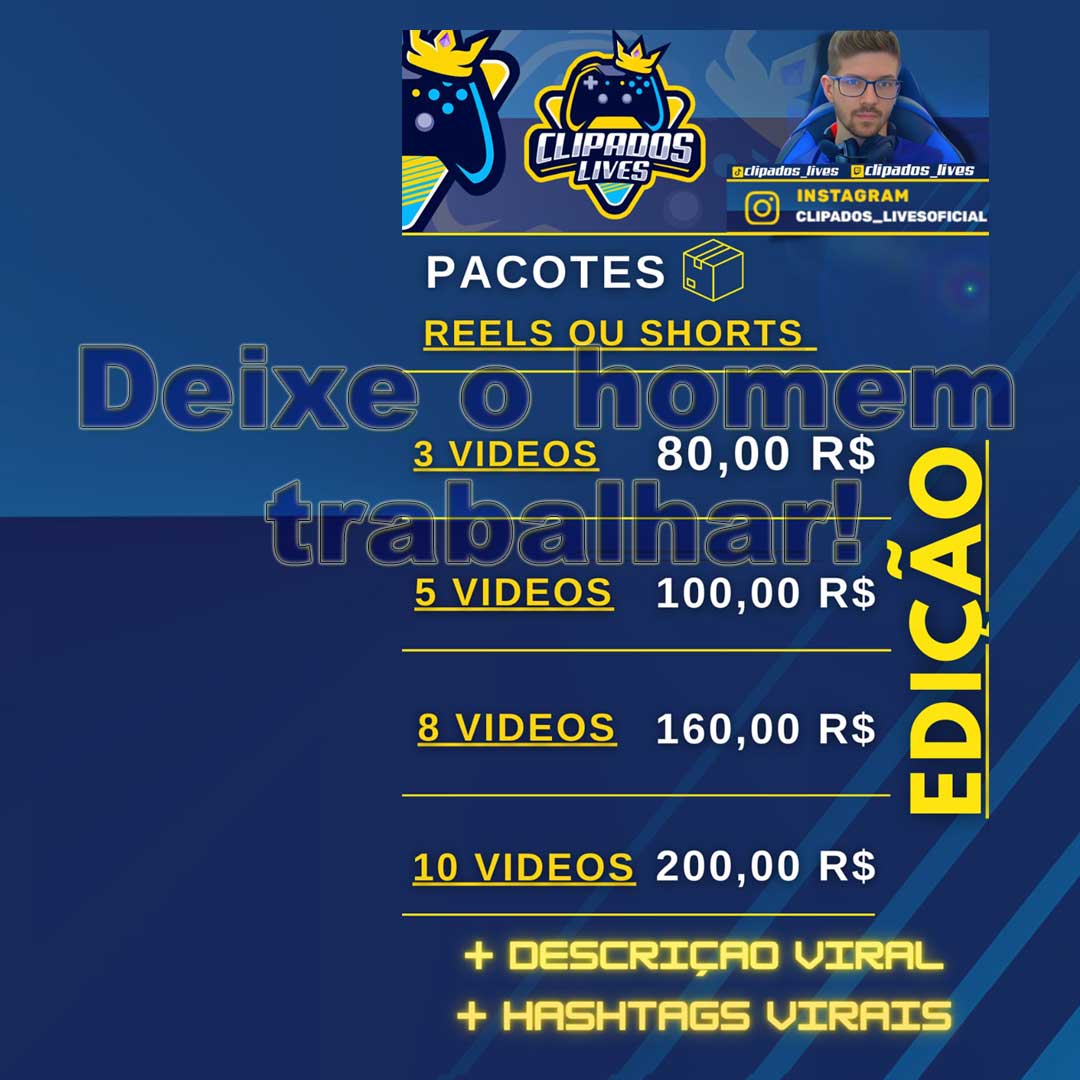 CLIPADOS
LIVES
clipados_lives clipados_lives
INSTAGRAM
CLIPADOS_LIVESOFICIAL
PACOTES
REELS OU SHORTS
Deixe o homem
3 VIDEOS 80,00 R$
trabalhar!
5 VIDEOS 100,00 R$
EDIÇÃO
8 VIDEOS 160,00 R$
10 VIDEOS 200,00 R$
+ DESCRIÇAO VIRAL
+ HASHTAGS VIRAIS